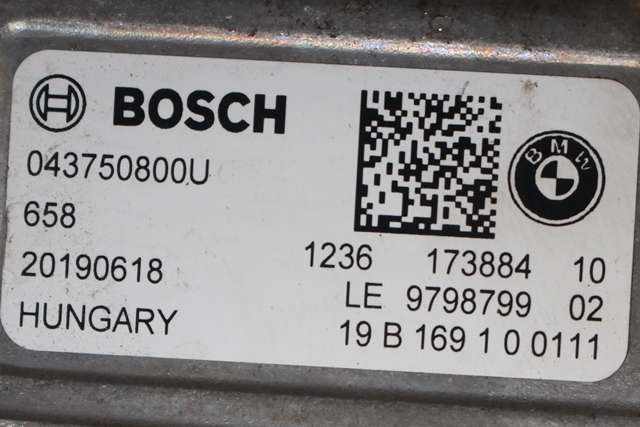 BOSCH
BMW
043750800U
658
20190618
1236 173884 10
LE 9798799 02
HUNGARY
19 B 169 1 0 0111